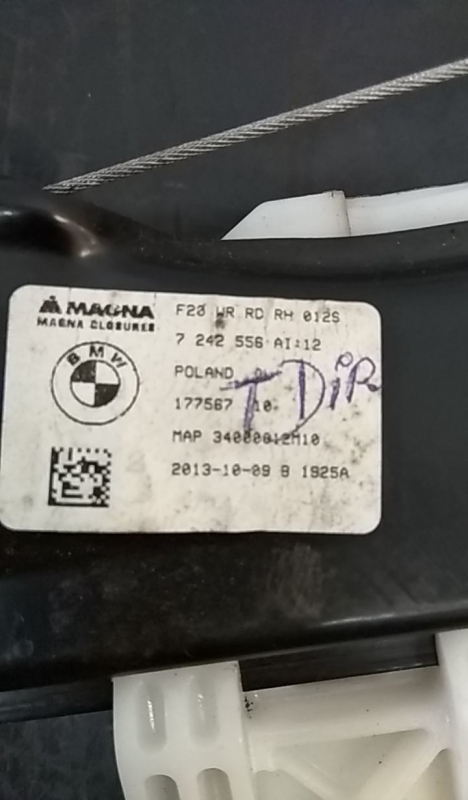 MAGNA
MAGNA CLOSURES
BMW
F20 WR RD RH 012S
7 242 556 AI:12
POLAND
177567 10.
MAP 34000812M10
2013-10-09 B 1925A
T DiR